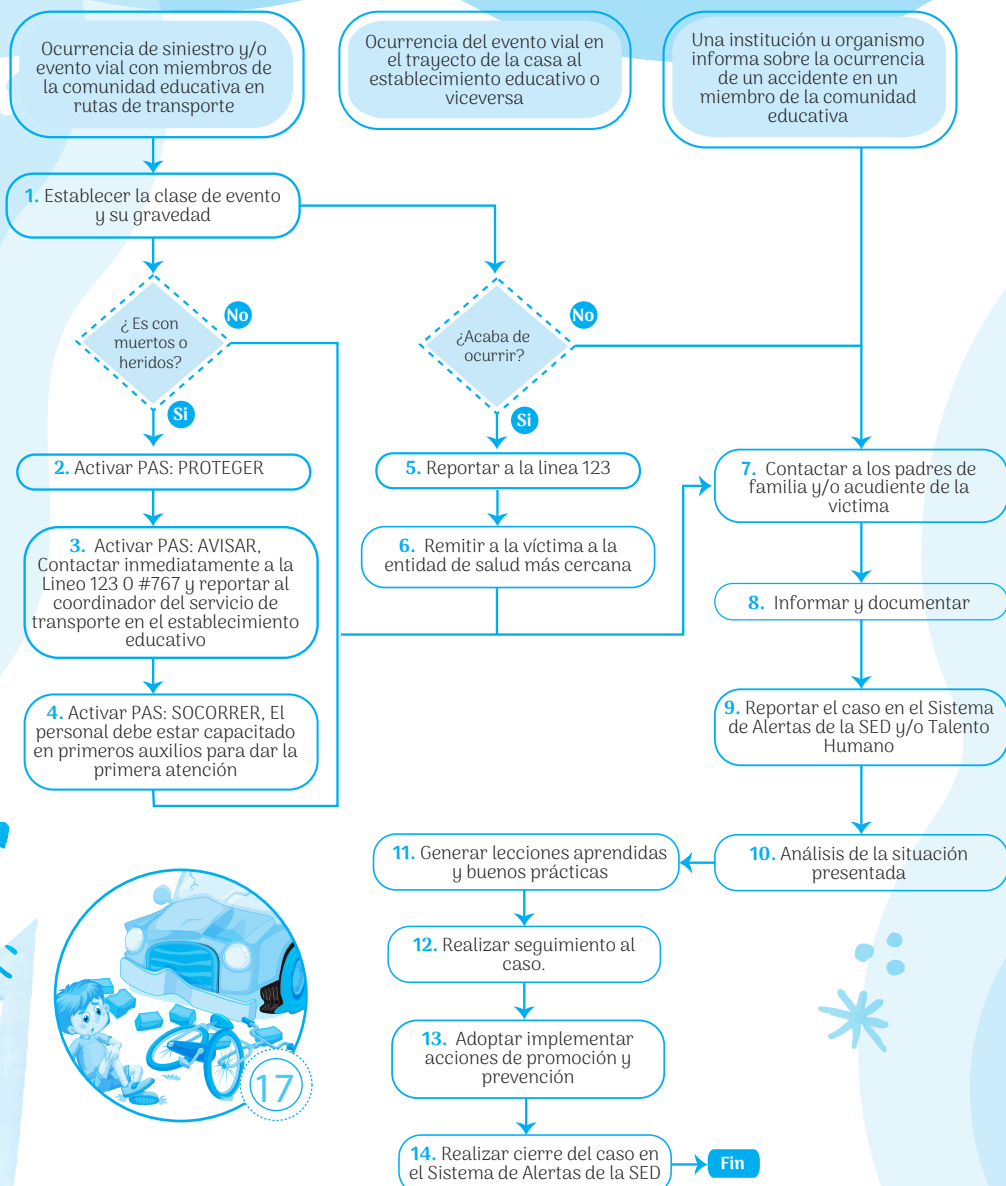 Ocurrencia de siniestro y/o
evento vial con miembros de
la comunidad educativa en
rutas de transporte
Ocurrencia del evento vial en
el trayecto de la casa al
establecimiento educativo o
viceversa
Una institución u organismo
informa sobre la ocurrencia
de un accidente en un
miembro de la comunidad
educativa
1. Establecer la clase de evento
y su gravedad
¿ Es con
muertos o
heridos?
No
Si
¿Acaba de
ocurrir?
No
Si
2. Activar PAS: PROTEGER
3. Activar PAS: AVISAR,
Contactar inmediatamente a la
Lineo 123 O #767 y reportar al
coordinador del servicio de
transporte en el establecimiento
educativo
4. Activar PAS: SOCORRER, El
personal debe estar capacitado
en primeros auxilios para dar la
primera atención
5. Reportar a la linea 123
6. Remitir a la víctima a la
entidad de salud más cercana
7. Contactar a los padres de
familia y/o acudiente de la
victima
8. Informar y documentar
9. Reportar el caso en el Sistema
de Alertas de la SED y/o Talento
Humano
10. Análisis de la situación
presentada
11. Generar lecciones aprendidas
y buenos prácticas
12. Realizar seguimiento al
caso.
13. Adoptar implementar
acciones de promoción y
prevención
14. Realizar cierre del caso en
el Sistema de Alertas de la SED
Fin
17